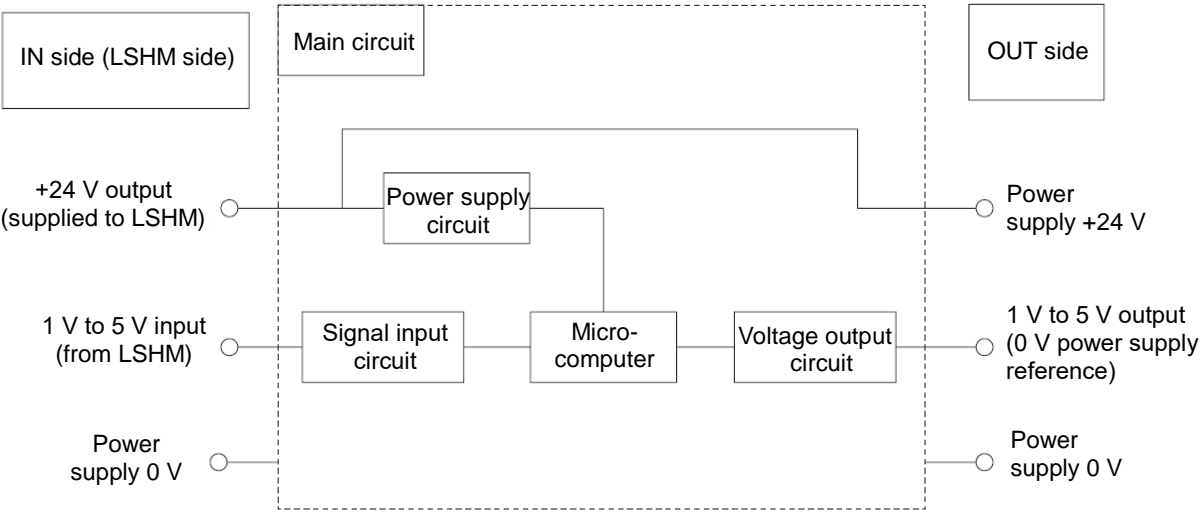 IN side (LSHM side)
Main circuit
OUT side
+24 V output
(supplied to LSHM)
Power supply
circuit
Power
supply +24 V
1 V to 5 V input
(from LSHM)
Signal input
circuit
Micro-
computer
Voltage output
circuit
1 V to 5 V output
(0 V power supply
reference)
Power
supply 0 V
Power
supply 0 V